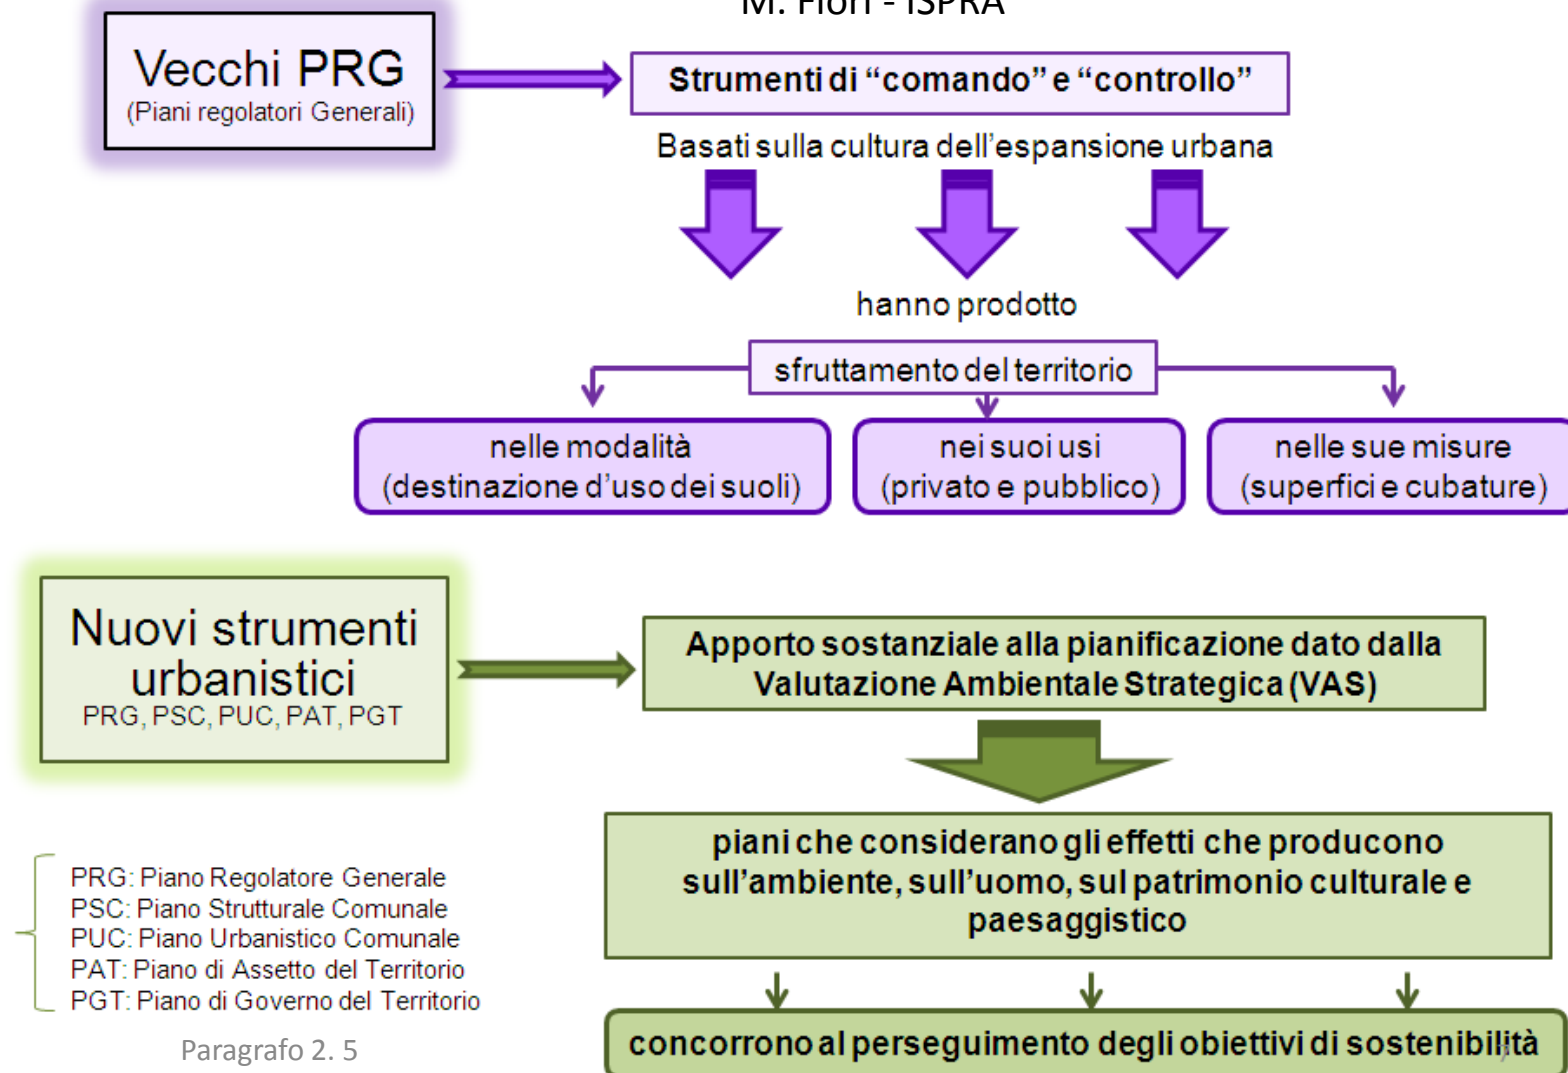 M. Fiori - ISPRA
Vecchi PRG
(Piani regolatori Generali)
Strumenti di “comando” e “controllo”
Basati sulla cultura dell’espansione urbana
hanno prodotto
sfruttamento del territorio
nelle modalità
(destinazione d’uso dei suoli)
nei suoi usi
(privato e pubblico)
nelle sue misure
(superfici e cubature)
Nuovi strumenti
urbanistici
PRG, PSC, PUC, PAT, PGT
Apporto sostanziale alla pianificazione dato dalla
Valutazione Ambientale Strategica (VAS)
piani che considerano gli effetti che producono
sull’ambiente, sull’uomo, sul patrimonio culturale e
paesaggistico
PRG: Piano Regolatore Generale
PSC: Piano Strutturale Comunale
PUC: Piano Urbanistico Comunale
PAT: Piano di Assetto del Territorio
PGT: Piano di Governo del Territorio
concorrono al perseguimento degli obiettivi di sostenibilità
Paragrafo 2. 5
7